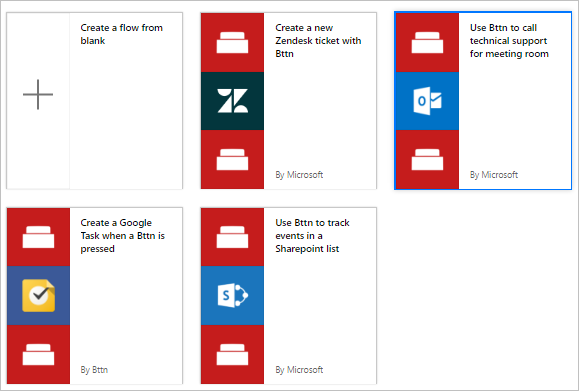 Create a flow from
blank
Create a new
Zendesk ticket with
Bttn
By Microsoft
Use Bttn to call
technical support
for meeting room
By Microsoft
Create a Google
Task when a Bttn is
pressed
By Bttn
Use Bttn to track
events in a
Sharepoint list
By Microsoft